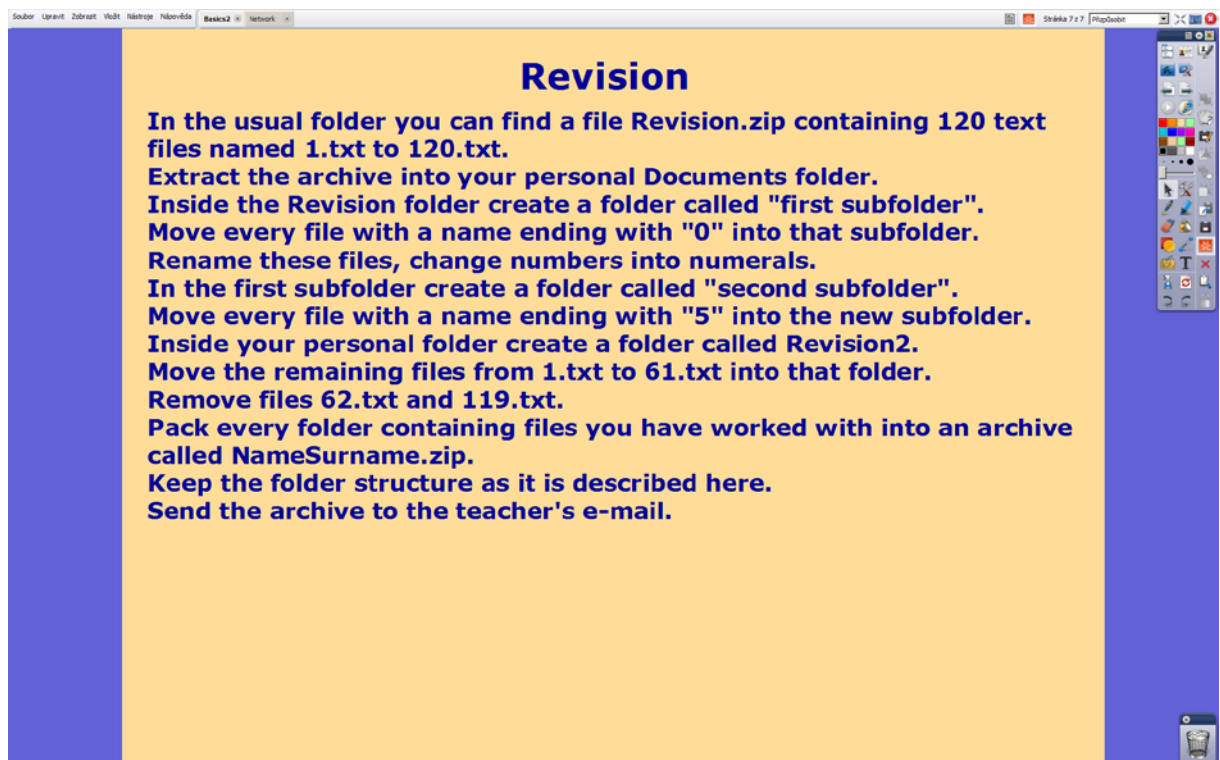 Soubor Upravit Zobrazit Vložit Nástroje Nápověda Basics2 Network Stránka 7 z 7 Přizpůsobit
Revision
In the usual folder you can find a file Revision.zip containing 120 text
files named 1.txt to 120.txt.
Extract the archive into your personal Documents folder.
Inside the Revision folder create a folder called "first subfolder".
Move every file with a name ending with "0" into that subfolder.
Rename these files, change numbers into numerals.
In the first subfolder create a folder called "second subfolder".
Move every file with a name ending with "5" into the new subfolder.
Inside your personal folder create a folder called Revision2.
Move the remaining files from 1.txt to 61.txt into that folder.
Remove files 62.txt and 119.txt.
Pack every folder containing files you have worked with into an archive
called NameSurname.zip.
Keep the folder structure as it is described here.
Send the archive to the teacher's e-mail.